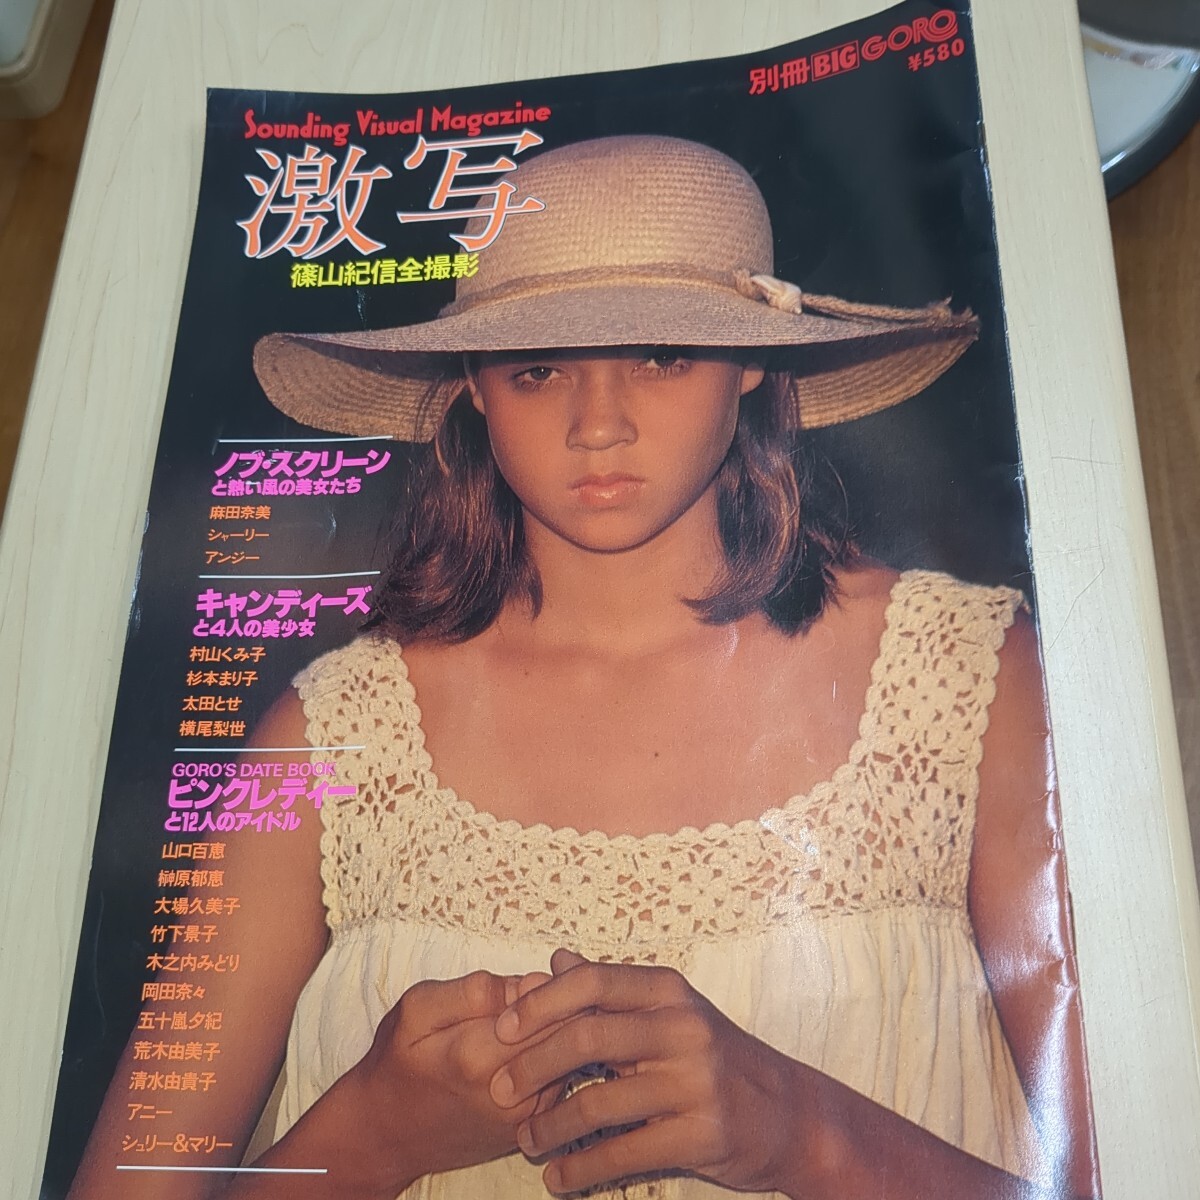 別冊BIG GORO
¥580
Sounding Visual Magazine
激写
篠山紀信全撮影
ノブ・スクリーン
と熱い風の美女たち
麻田奈美
シャーリー
アンジー
キャンディーズ
と4人の美少女
村山くみ子
杉本まり子
太田とせ
横尾梨世
GORO'S DATE BOOK
ピンクレディー
と12人のアイドル
山口百恵
榊原郁恵
大場久美子
竹下景子
木之内みどり
岡田奈々
五十嵐夕紀
荒木由美子
清水由貴子
アニー
シュリー&マリー